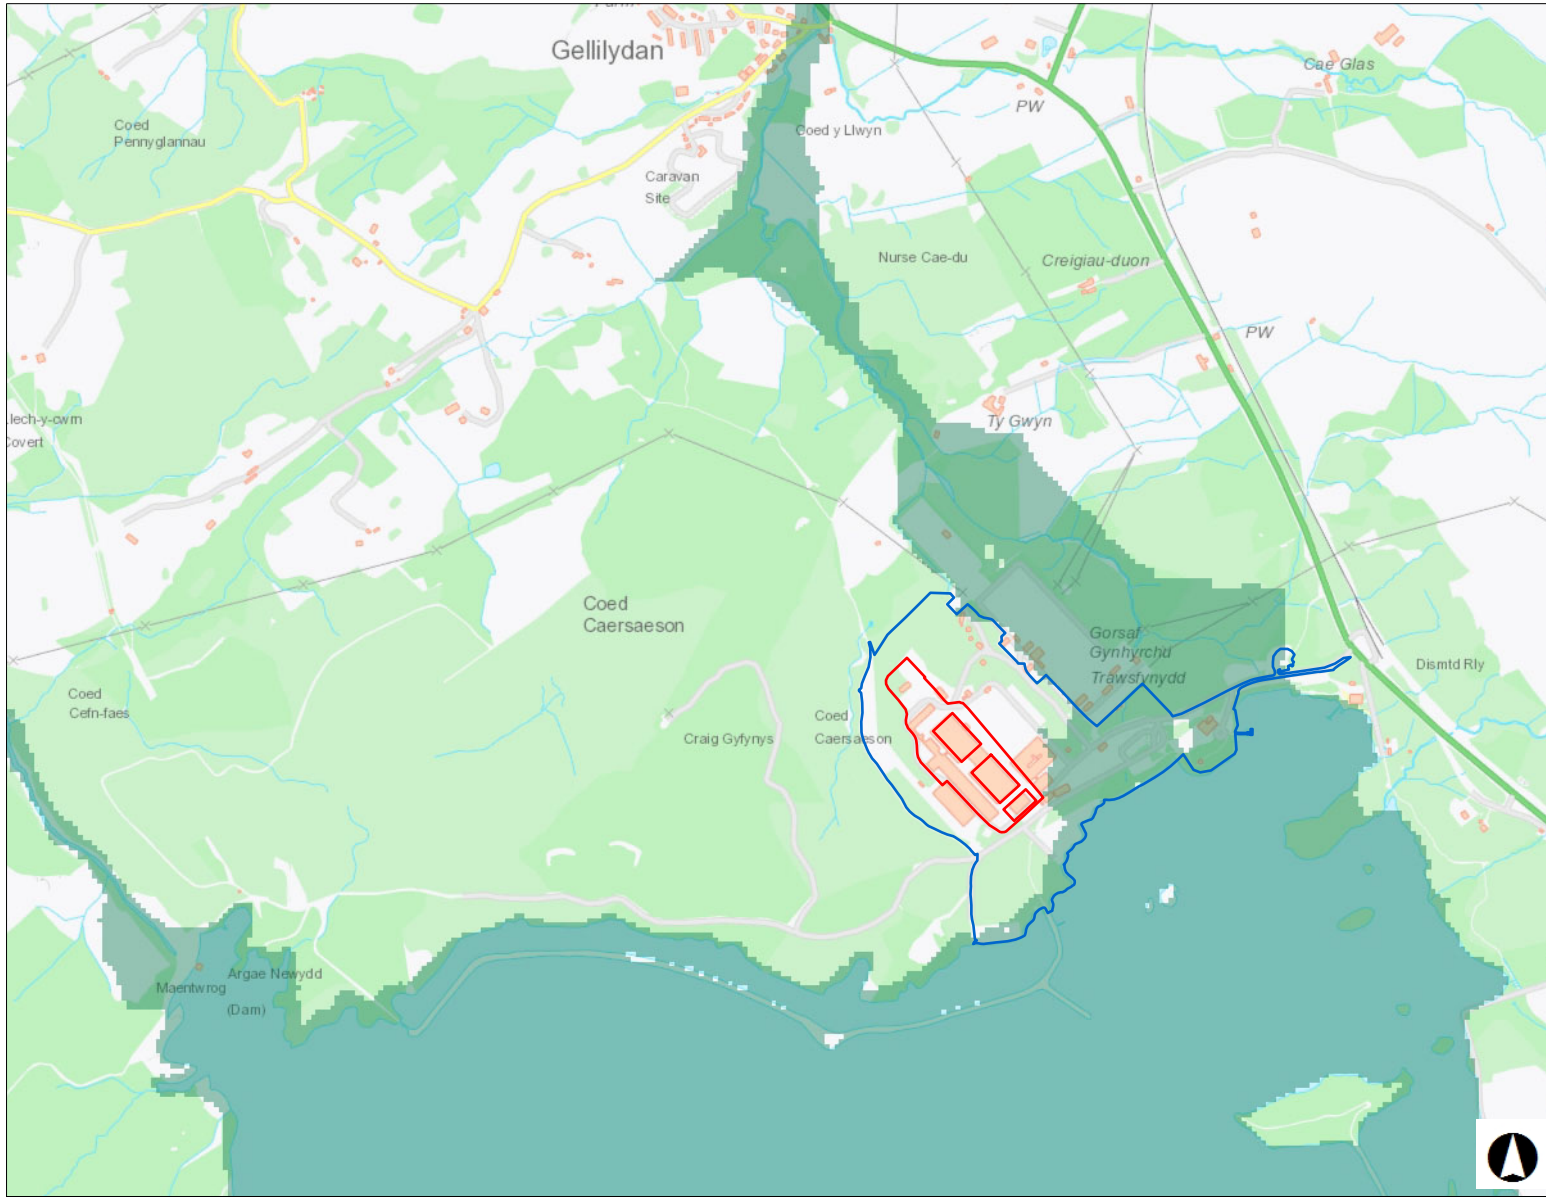 Gellilydan
Cae Glas
PW
Coed
Pennyglannau
Coed y Llwyn
Caravan
Site
Nurse Cae-du
Creigiau-duon
PW
Ty Gwyn
Covert
Coed
Caersaeson
Gorsaf
Gynhyrchu
Trawsfynydd
Dismtd Rly
Coed
Cefn-faes
Craig Gyfynys
Coed
Caersaeson
Argae Newydd
Maentwrog
(Dam)